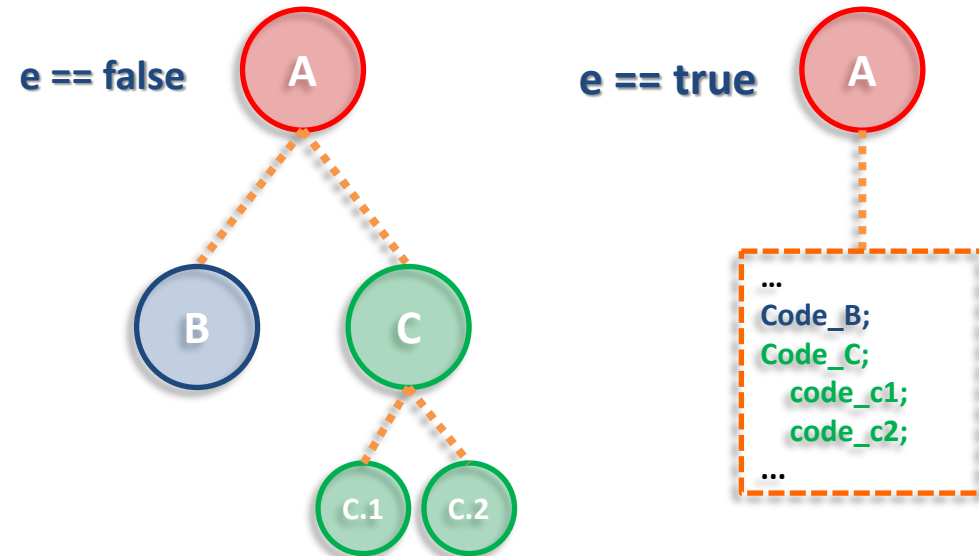 e == false
A
B
C
C.1
C.2
e == true
A
...
Code_B;
Code_C;
code_c1;
code_c2;
...